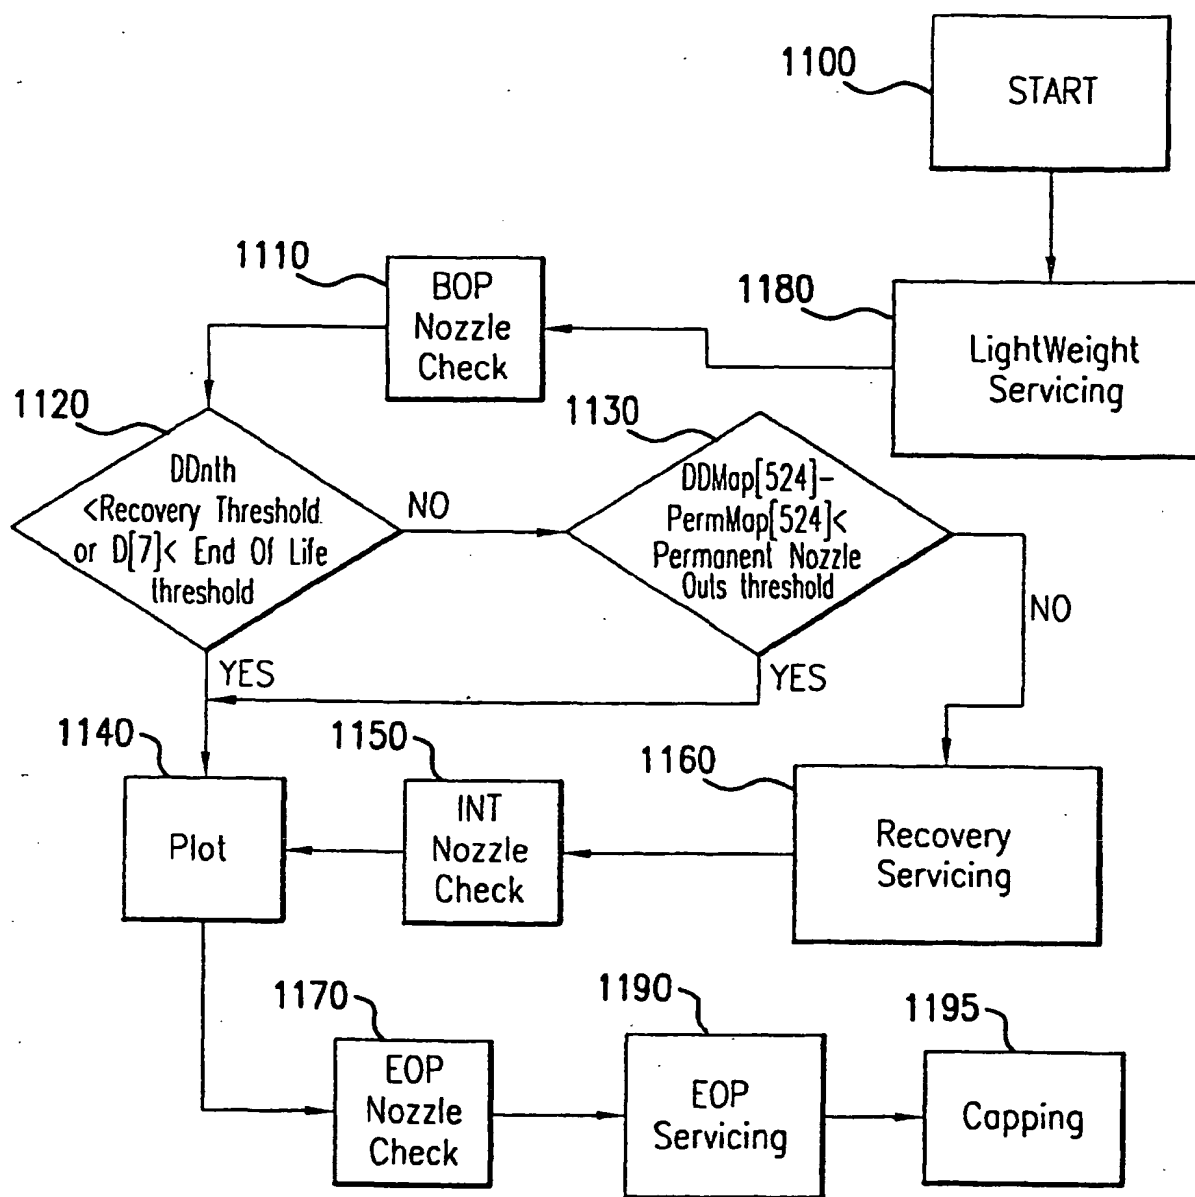 1100
START
1110
BOP
Nozzle
Check
1180
LightWeight
Servicing
1120
DDnth
<Recovery Threshold
or D[7]< End Of Life
threshold
NO
YES
1130
DDMap[524]-
PermMap[524]<
Permanent Nozzle
Outs threshold
NO
YES
1140
Plot
1150
INT
Nozzle
Check
1160
Recovery
Servicing
1170
EOP
Nozzle
Check
1190
EOP
Servicing
1195
Capping